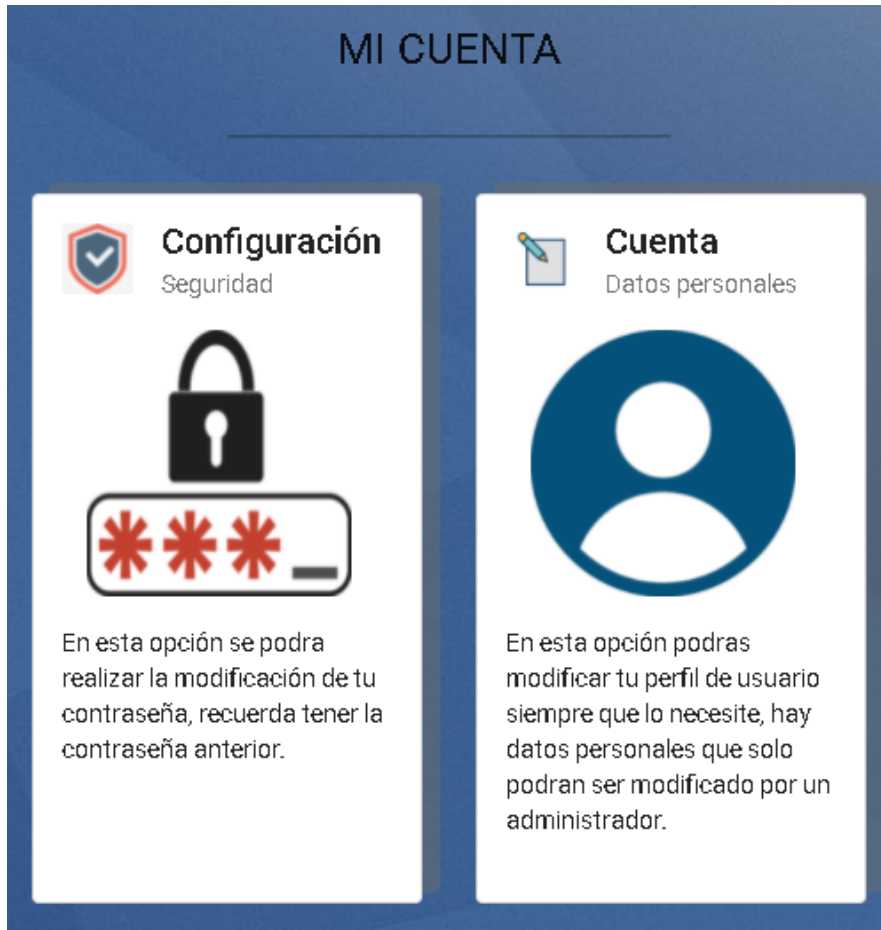 MI CUENTA
Configuración
Seguridad
En esta opción se podra
realizar la modificación de tu
contraseña, recuerda tener la
contraseña anterior.
Cuenta
Datos personales
En esta opción podras
modificar tu perfil de usuario
siempre que lo necesite, hay
datos personales que solo
podran ser modificado por un
administrador.